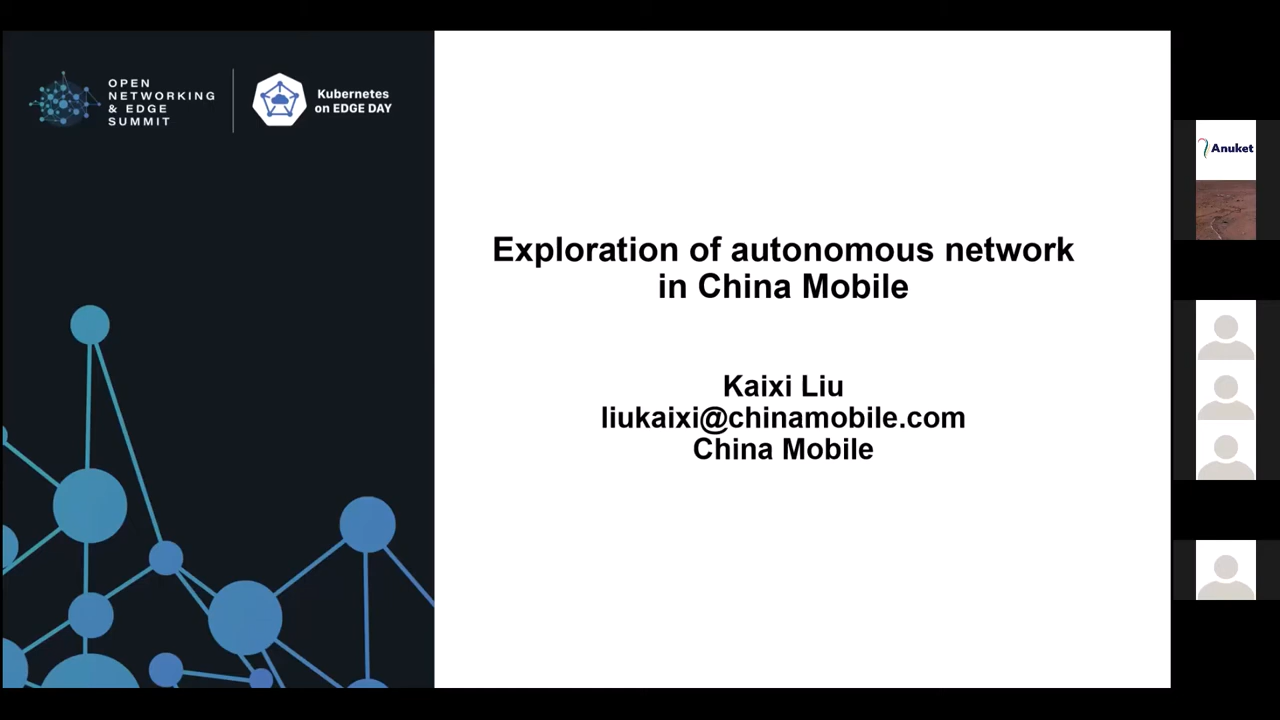 OPEN
NETWORKING
& EDGE
SUMMIT
Kubernetes
on EDGE DAY
Exploration of autonomous network
in China Mobile
Kaixi Liu
liukaixi@chinamobile.com
China Mobile
Anuket